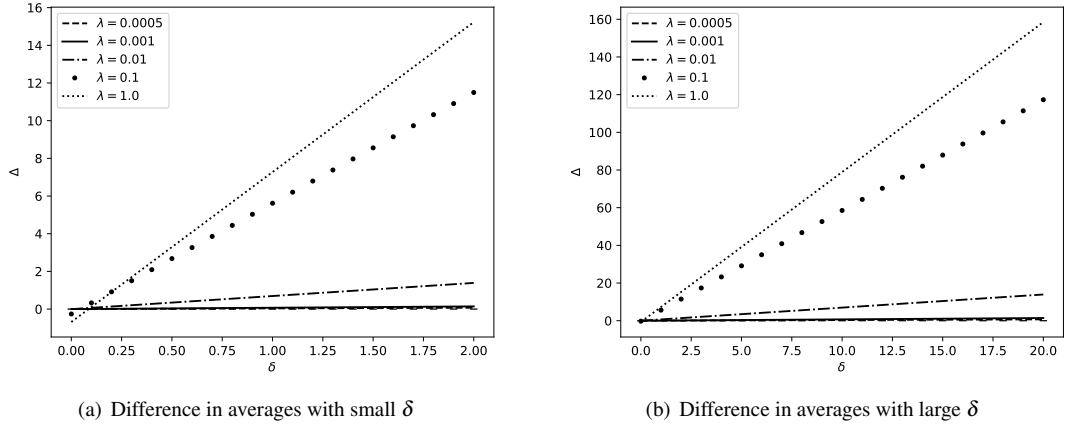 16
14
12
10
8
6
4
2
0
Δ
λ = 0.0005
λ = 0.001
λ = 0.01
λ = 0.1
λ = 1.0
0.00 0.25 0.50 0.75 1.00 1.25 1.50 1.75 2.00
δ
(a) Difference in averages with small δ
160
140
120
100
80
60
40
20
0
Δ
λ = 0.0005
λ = 0.001
λ = 0.01
λ = 0.1
λ = 1.0
0.0 2.5 5.0 7.5 10.0 12.5 15.0 17.5 20.0
δ
(b) Difference in averages with large δ